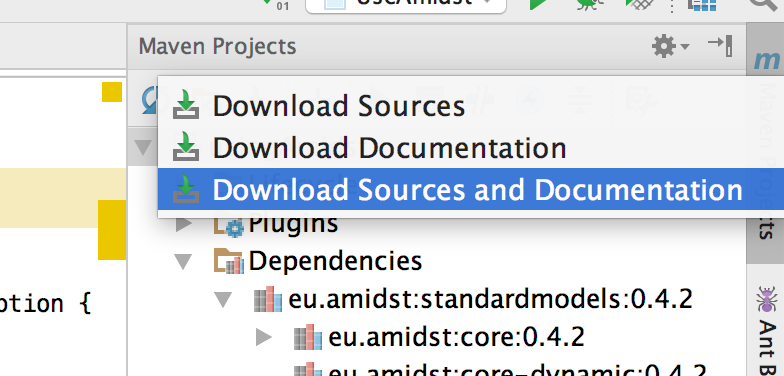 01
UseAmidst
Maven Projects
Download Sources
Download Documentation
Download Sources and Documentation
Plugins
Dependencies
eu.amidst:standardmodels:0.4.2
ption {
eu.amidst:core:0.4.2
eu.amidst:core-dynamic:0.4.2
m
Maven Projects
Ant B